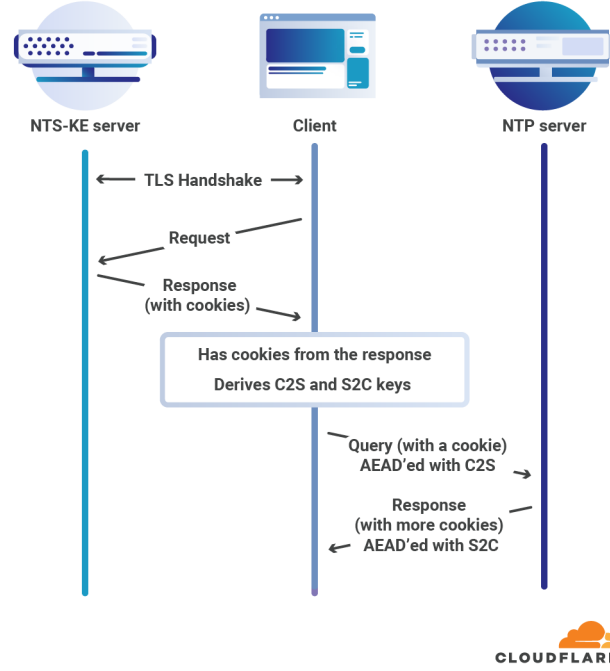 NTS-KE server
Client
NTP server
TLS Handshake
Request
Response
(with cookies)
Has cookies from the response
Derives C2S and S2C keys
Query (with a cookie)
AEAD’ed with C2S
Response
(with more cookies)
AEAD’ed with S2C
CLOUDFLAR